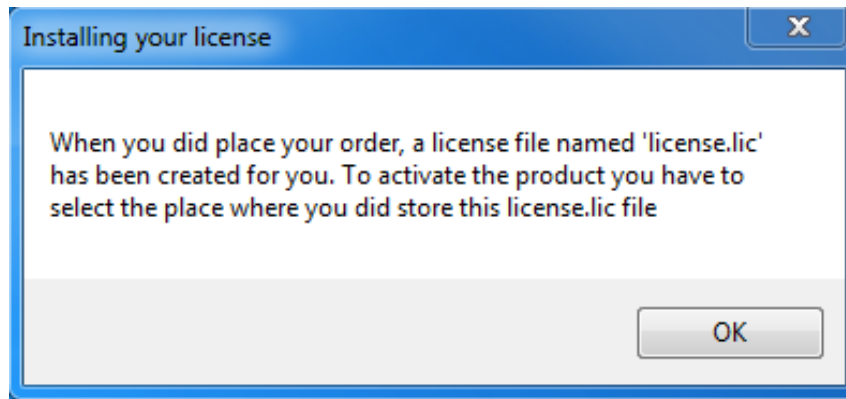 Installing your license
When you did place your order, a license file named 'license.lic'
has been created for you. To activate the product you have to
select the place where you did store this license.lic file
OK